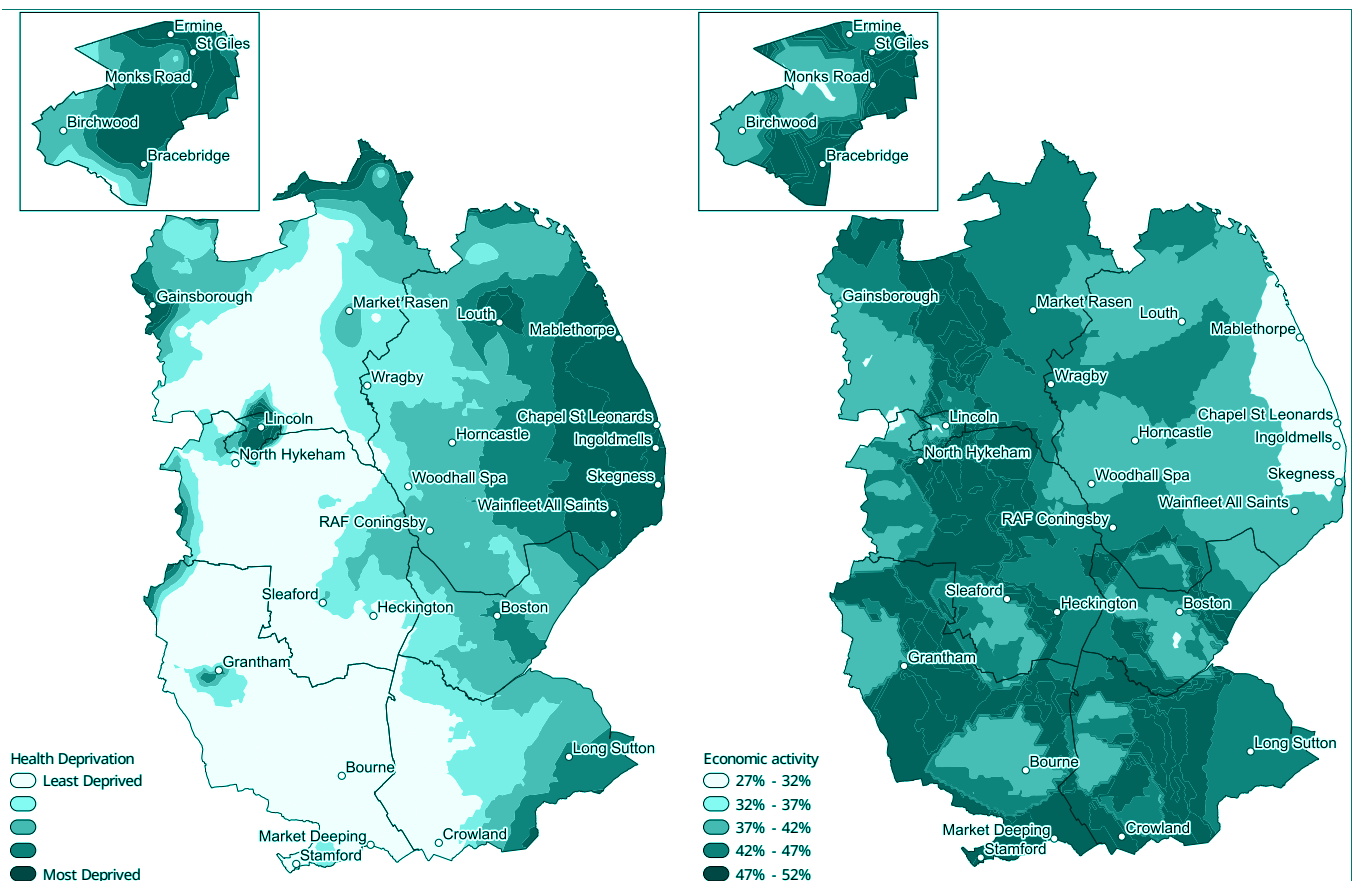 Ermine
St Giles
Monks Road
Birchwood
Bracebridge
Gainsborough
Market Rasen
Louth
Mablethorpe
Wragby
Lincoln
Chapel St Leonards
Horncastle
Ingoldmells
North Hykeham
Woodhall Spa
Skegness
Wainfleet All Saints
RAF Coningsby
Sleaford
Heckington
Boston
Grantham
Long Sutton
Bourne
Market Deeping
Crowland
Stamford
Health Deprivation
Least Deprived
Most Deprived
Ermine
St Giles
Monks Road
Birchwood
Bracebridge
Gainsborough
Market Rasen
Louth
Mablethorpe
Wragby
Lincoln
Chapel St Leonards
Horncastle
Ingoldmells
North Hykeham
Woodhall Spa
Skegness
Wainfleet All Saints
RAF Coningsby
Sleaford
Heckington
Boston
Grantham
Long Sutton
Bourne
Market Deeping
Crowland
Stamford
Economic activity
27% - 32%
32% - 37%
37% - 42%
42% - 47%
47% - 52%